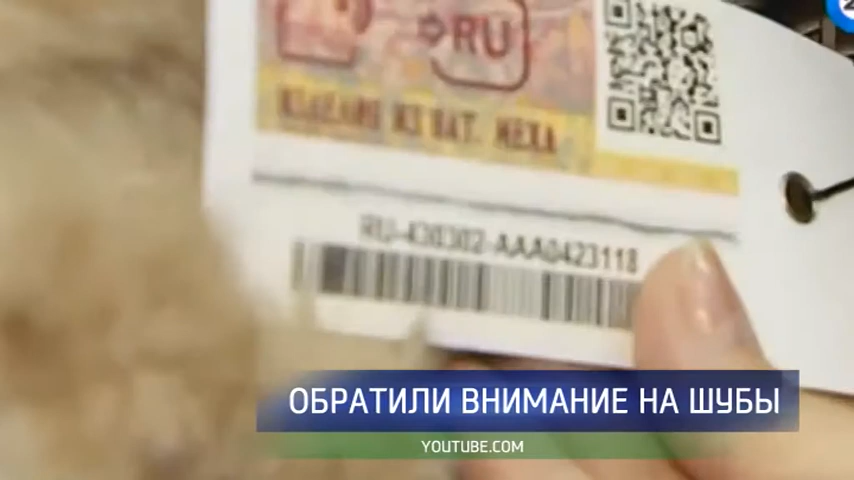 RU
ИЗДЕЛИЕ ИЗ НАТ. МЕХА
RU-430302-AAA0423118
ОБРАТИЛИ ВНИМАНИЕ НА ШУБЫ
YOUTUBE.COM